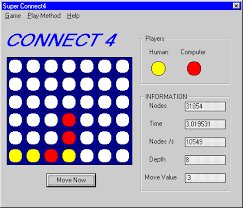 Super Connect4
Game Play Method Help
CONNECT 4
Players
Human Computer
INFORMATION
Nodes 31854
Time 3.019531
Nodes /s 10549
Depth 8
Move Value .3
Move Now